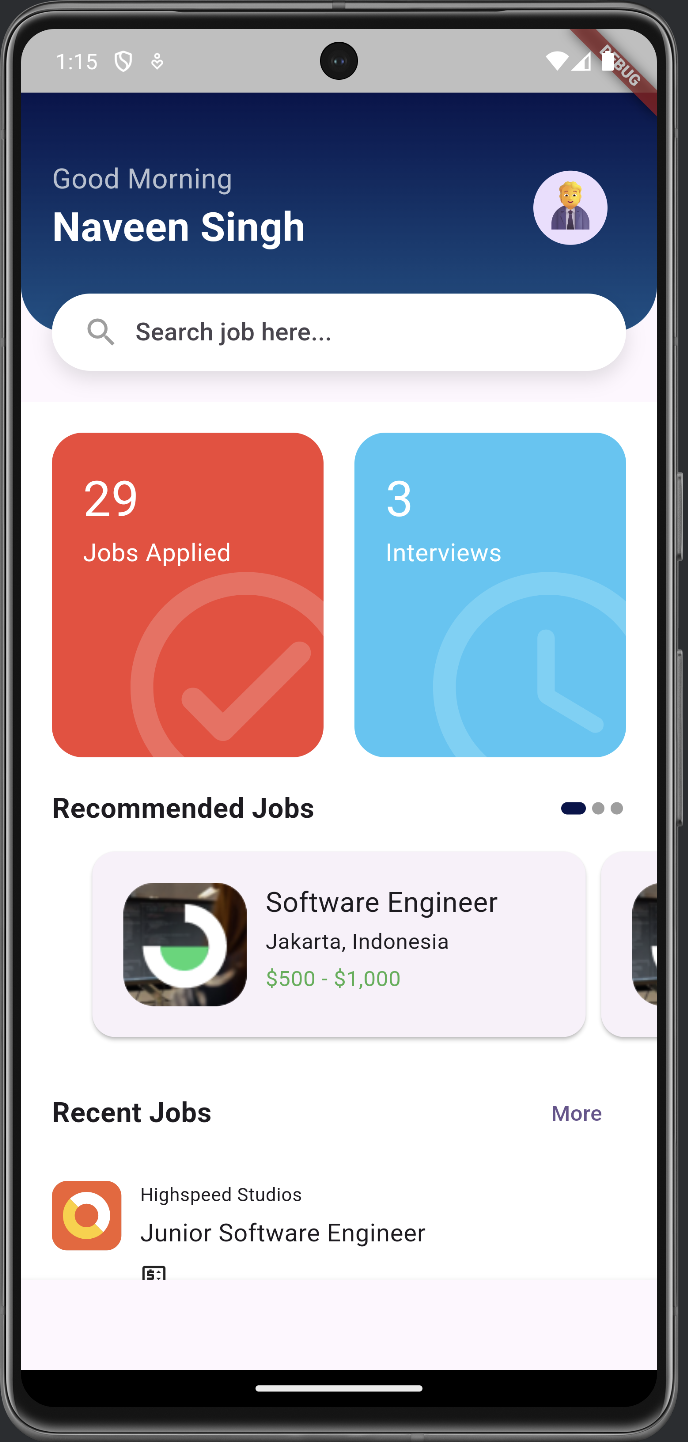 1:15
DEBUG
Good Morning
Naveen Singh
Search job here...
29
Jobs Applied
3
Interviews
Recommended Jobs
Software Engineer
Jakarta, Indonesia
$500 - $1,000
Recent Jobs
More
Highspeed Studios
Junior Software Engineer